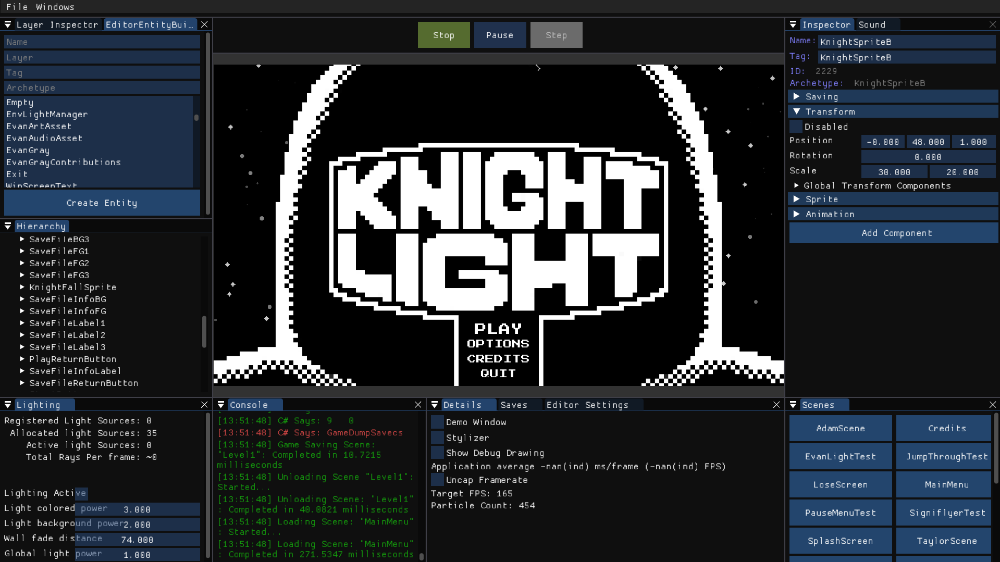 File Windows
Layer Inspector EditorEntityBui...
Name
Layer
Tag
Archetype
Empty
EnvLightManager
EvanArtAsset
EvanAudioAsset
EvanGray
EvanGrayContributions
Exit
WinScreenText
Create Entity
Hierarchy
SaveFileBG3
SaveFileFG1
SaveFileFG2
SaveFileFG3
KnightFallSprite
SaveFileInfoBG
SaveFileInfoFG
SaveFileLabel1
SaveFileLabel2
SaveFileLabel3
PlayReturnButton
SaveFileInfoLabel
SaveFileReturnButton
Lighting
Registered Light Sources: 0
Allocated light Sources: 35
Active light Sources: 0
Total Rays Per frame: ~0
Lighting Active
Light colored power 3.000
Light background power 2.000
Wall fade distance 74.000
Global light power 1.000
Stop Pause Step
KNIGHT
LIGHT
PLAY
OPTIONS
CREDITS
QUIT
Console
[13:51:48] C# Says: 9 0
[13:51:48] C# Says: GameDumpSavecs
[13:51:48] Game Saving Scene:
"Level1": Completed in 10.7215
milliseconds
[13:51:48] Unloading Scene "Level1":
Started...
[13:51:48] Unloading Scene: "Level1"
: Completed in 40.0821 milliseconds
[13:51:48] Loading Scene: "MainMenu"
: Started...
[13:51:48] Loading Scene: "MainMenu"
: Completed in 271.5347 milliseconds
Details Saves Editor Settings
Demo Window
Stylizer
Show Debug Drawing
Application average -nan(ind) ms/frame (-nan(ind) FPS)
Uncap Framerate
Target FPS: 165
Particle Count: 454
Inspector Sound
Name: KnightSpriteB
Tag: KnightSpriteB
ID: 2229
Archetype: KnightSpriteB
Saving
Transform
Disabled
Position -0.000 48.000 1.000
Rotation 0.000
Scale 30.000 20.000
Global Transform Components
Sprite
Animation
Add Component
Scenes
AdamScene Credits
EvanLightTest JumpThroughTest
LoseScreen MainMenu
PauseMenuTest SigniflyerTest
SplashScreen TaylorScene